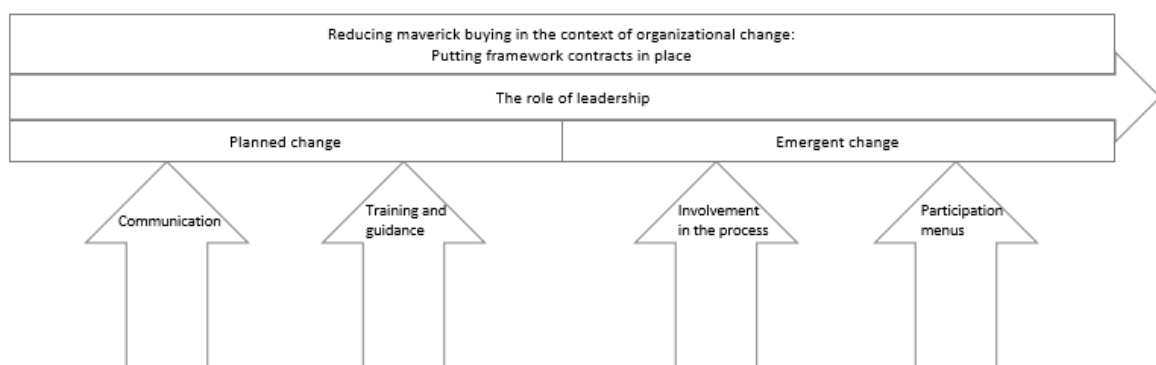 Reducing maverick buying in the context of organizational change:
Putting framework contracts in place
The role of leadership
Planned change
Emergent change
Communication
Training and
guidance
Involvement
in the process
Participation
menus